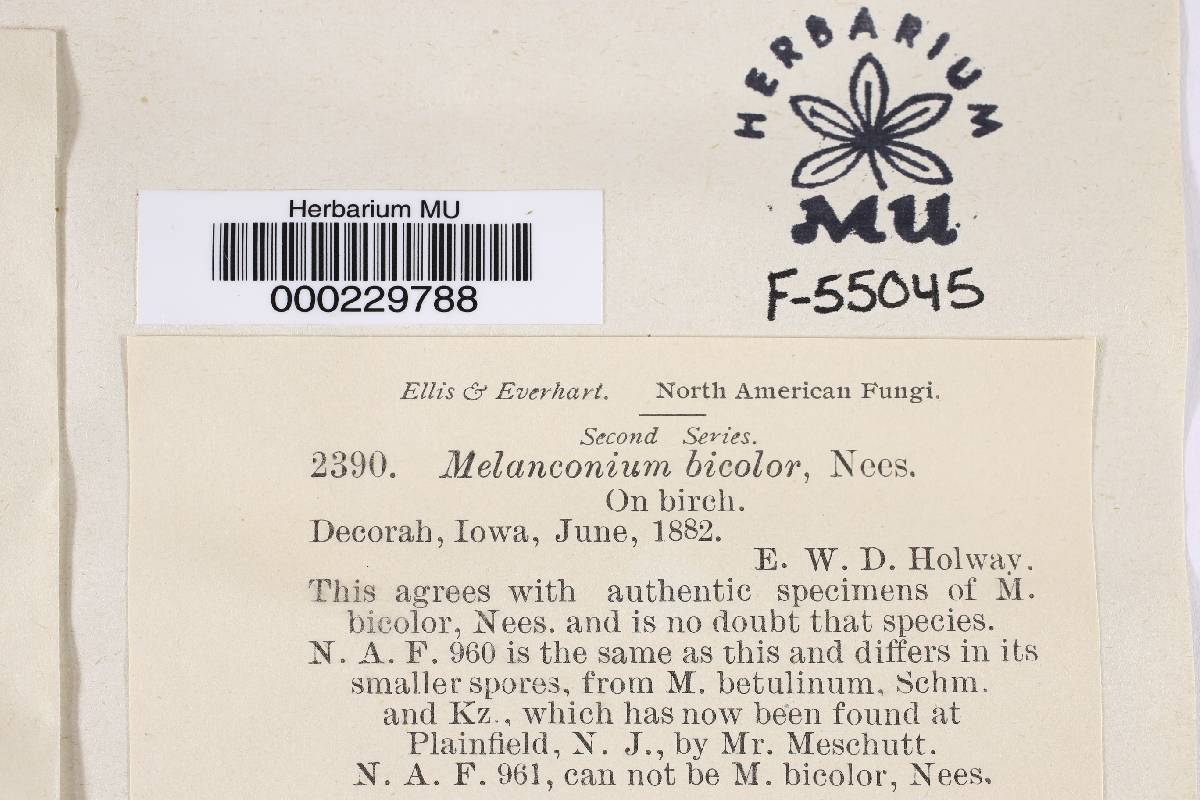 HERBARIUM
MU
F-55045
Herbarium MU
000229788
Ellis & Everhart. North American Fungi.
Second Series.
2390. Melanconium bicolor, Nees.
On birch.
Decorah, Iowa, June, 1882.
E. W. D. Holway.
This agrees with authentic specimens of M.
bicolor, Nees. and is no doubt that species.
N. A. F. 960 is the same as this and differs in its
smaller spores, from M. betulinum, Schm.
and Kz., which has now been found at
Plainfield, N. J., by Mr. Meschutt.
N. A. F. 961, can not be M. bicolor, Nees.